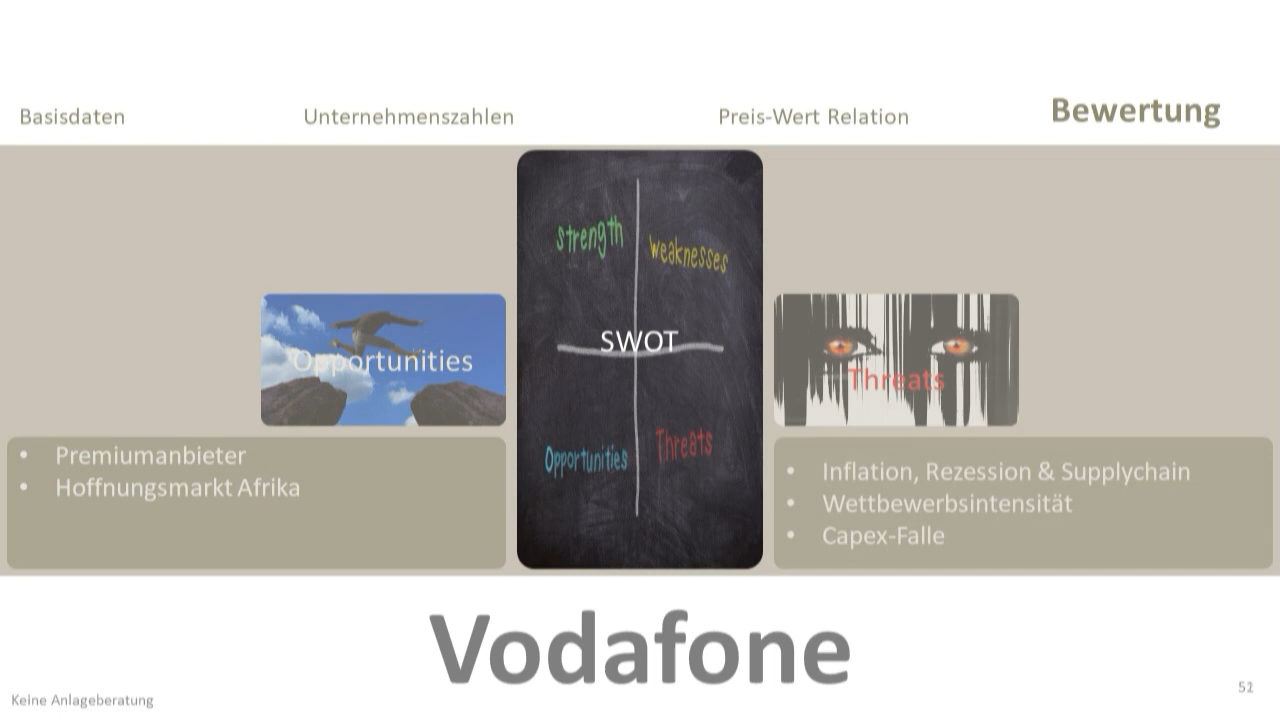 Basisdaten
Unternehmenszahlen
Preis-Wert Relation
Bewertung
strength
weaknesses
SWOT
Opportunities
Threats
Opportunities
Threats
• Premiumanbieter
• Hoffnungsmarkt Afrika
• Inflation, Rezession & Supplychain
• Wettbewerbsintensität
• Capex-Falle
Vodafone
Keine Anlageberatung